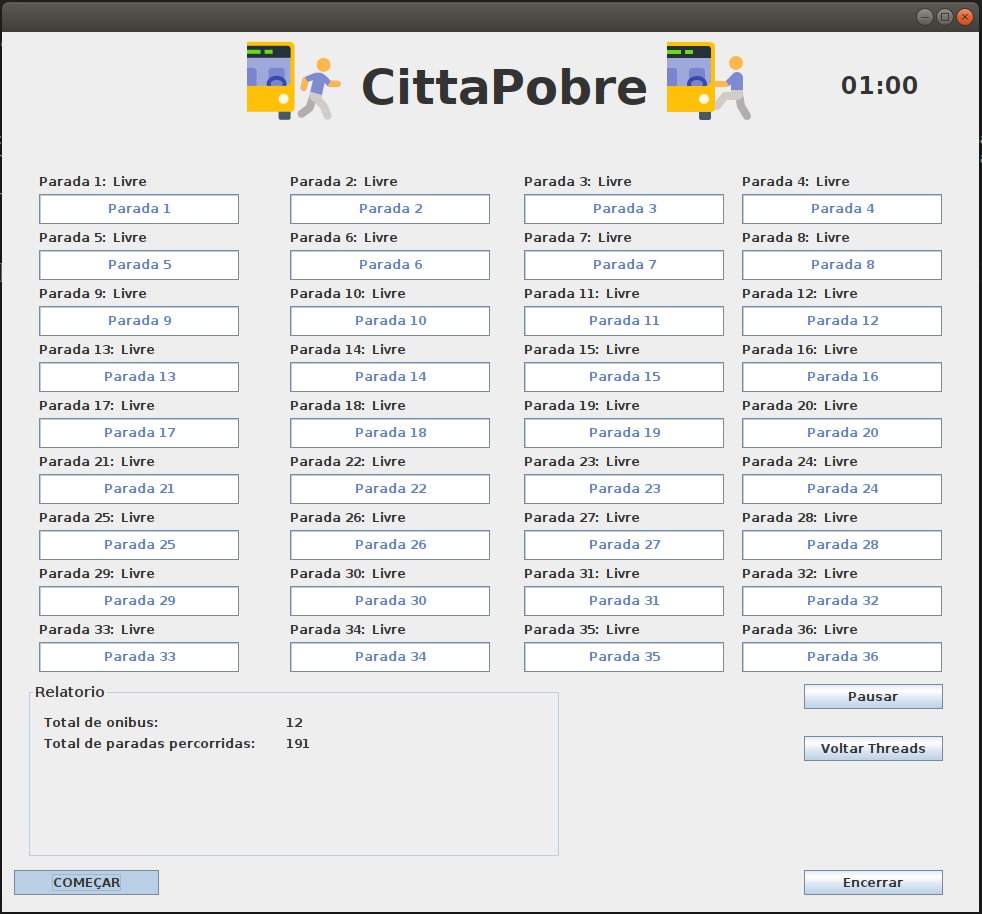 CittaPobre
01:00
Parada 1: Livre Parada 2: Livre Parada 3: Livre Parada 4: Livre
Parada 1 Parada 2 Parada 3 Parada 4
Parada 5: Livre Parada 6: Livre Parada 7: Livre Parada 8: Livre
Parada 5 Parada 6 Parada 7 Parada 8
Parada 9: Livre Parada 10: Livre Parada 11: Livre Parada 12: Livre
Parada 9 Parada 10 Parada 11 Parada 12
Parada 13: Livre Parada 14: Livre Parada 15: Livre Parada 16: Livre
Parada 13 Parada 14 Parada 15 Parada 16
Parada 17: Livre Parada 18: Livre Parada 19: Livre Parada 20: Livre
Parada 17 Parada 18 Parada 19 Parada 20
Parada 21: Livre Parada 22: Livre Parada 23: Livre Parada 24: Livre
Parada 21 Parada 22 Parada 23 Parada 24
Parada 25: Livre Parada 26: Livre Parada 27: Livre Parada 28: Livre
Parada 25 Parada 26 Parada 27 Parada 28
Parada 29: Livre Parada 30: Livre Parada 31: Livre Parada 32: Livre
Parada 29 Parada 30 Parada 31 Parada 32
Parada 33: Livre Parada 34: Livre Parada 35: Livre Parada 36: Livre
Parada 33 Parada 34 Parada 35 Parada 36
Relatorio
Total de onibus: 12
Total de paradas percorridas: 191
Pausar
Voltar Threads
COMEÇAR
Encerrar